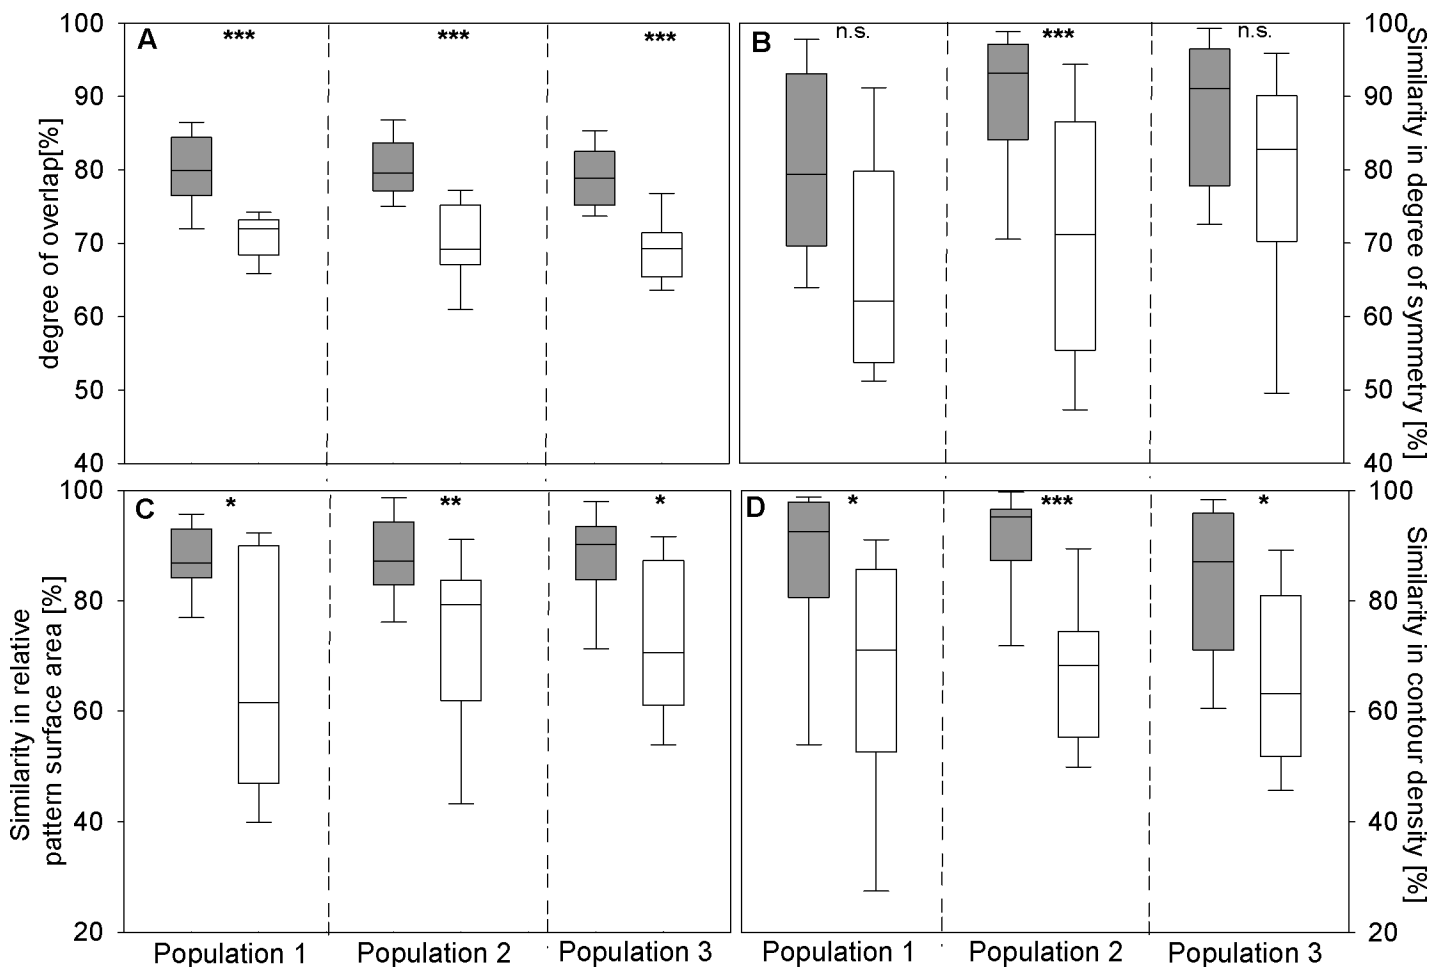 100
90
80
70
60
50
40
degree of overlap[%]
A
***
***
***
B
n.s.
***
n.s.
100
90
80
70
60
50
40
Similarity in degree of symmetry [%]
100
80
60
40
20
Similarity in relative
pattern surface area [%]
C
*
**
*
D
*
***
*
100
80
60
40
20
Similarity in contour density [%]
Population 1
Population 2
Population 3
Population 1
Population 2
Population 3